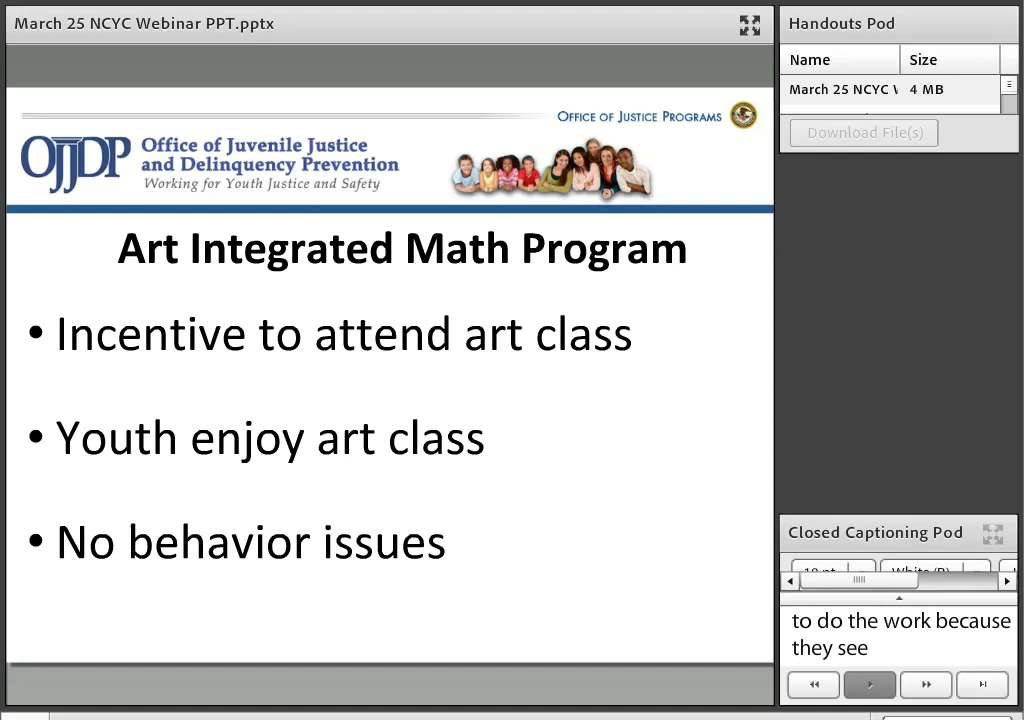 March 25 NCYC Webinar PPT.pptx
Handouts Pod
Name Size
March 25 NCYC 4 MB
Download File(s)
OFFICE OF JUSTICE PROGRAMS
OJJDP
Office of Juvenile Justice
and Delinquency Prevention
Working for Youth Justice and Safety
Art Integrated Math Program
• Incentive to attend art class
• Youth enjoy art class
• No behavior issues
Closed Captioning Pod
to do the work because
they see